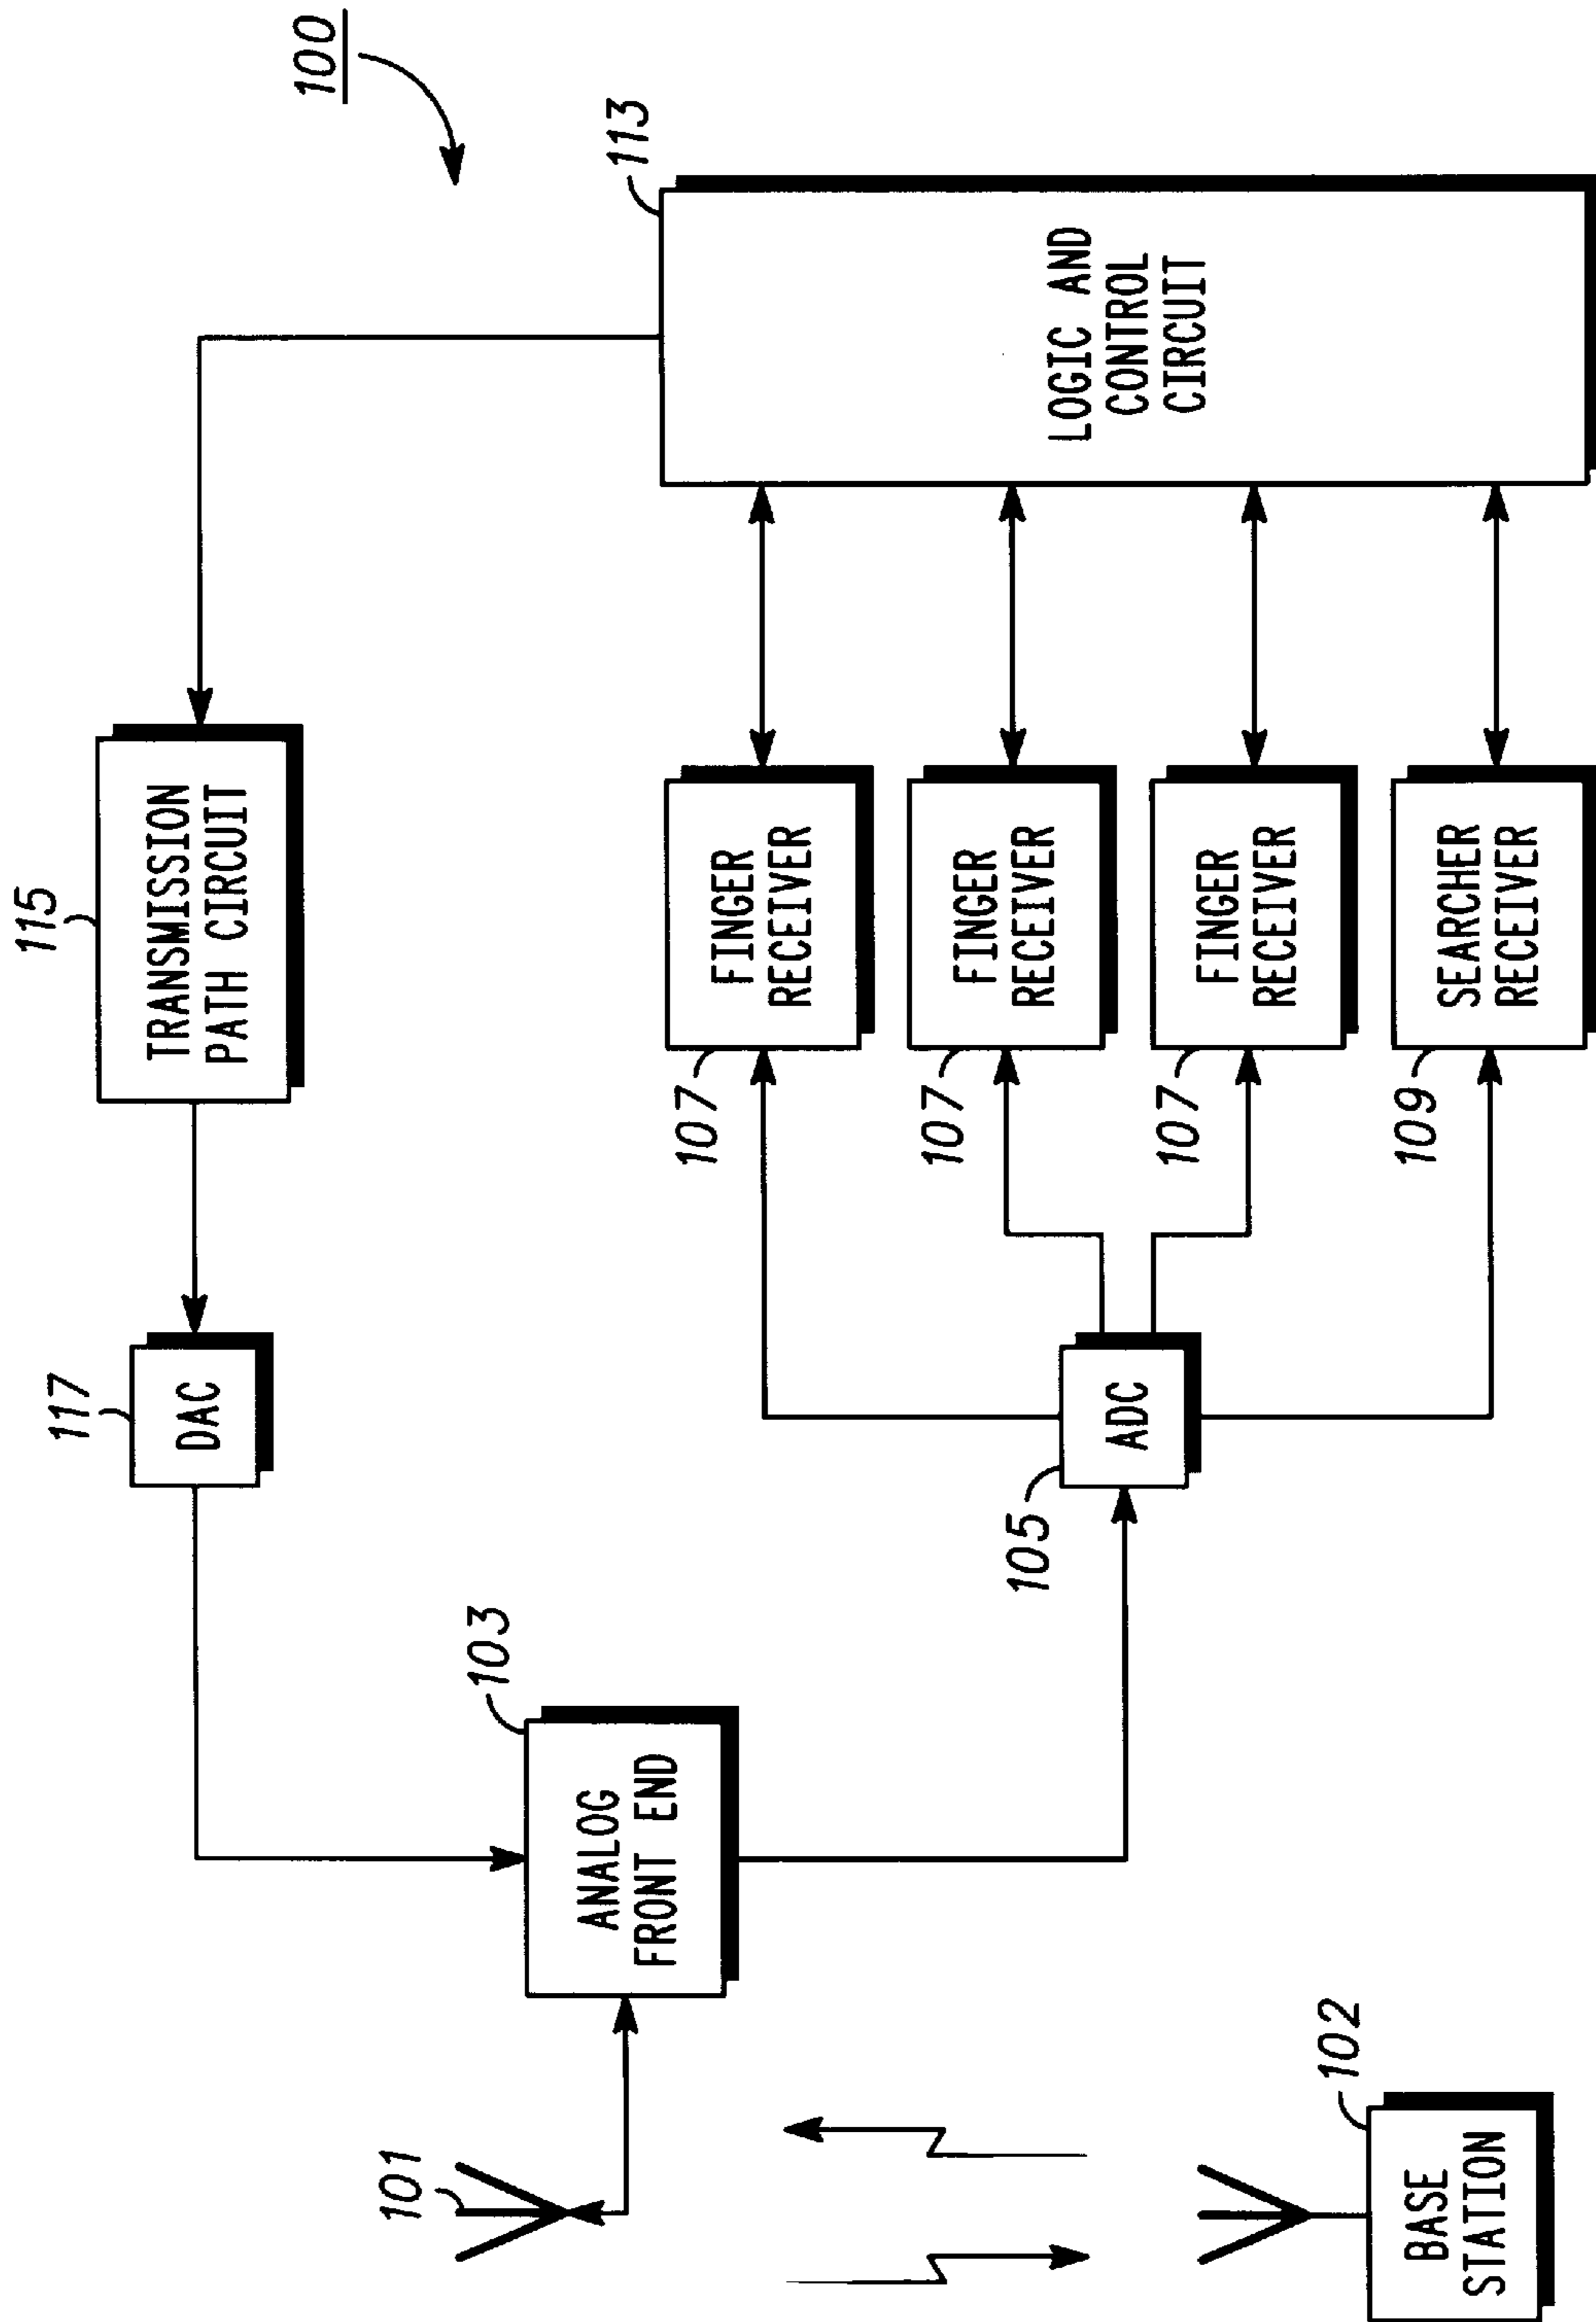 100
115
TRANSMISSION
PATH CIRCUIT
117
DAC
113
LOGIC AND
CONTROL
CIRCUIT
103
ANALOG
FRONT END
101
107
FINGER
RECEIVER
107
FINGER
RECEIVER
107
FINGER
RECEIVER
109
SEARCHER
RECEIVER
105
ADC
102
BASE
STATION